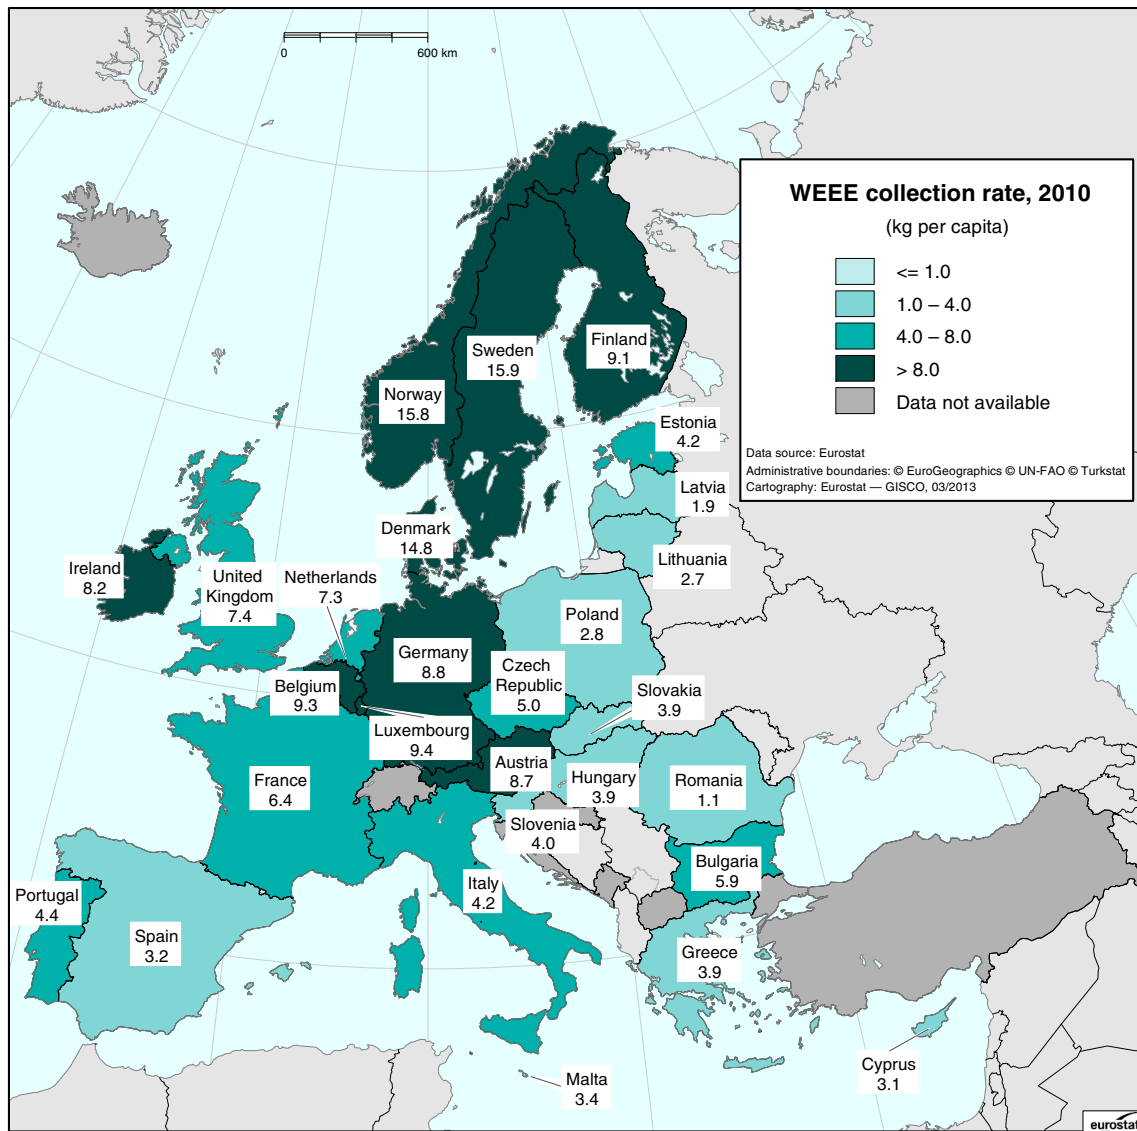 0 600 km
WEEE collection rate, 2010
(kg per capita)
<= 1.0
1.0 – 4.0
4.0 – 8.0
> 8.0
Data not available
Data source: Eurostat
Administrative boundaries: © EuroGeographics © UN-FAO © Turkstat
Cartography: Eurostat — GISCO, 03/2013
Finland
9.1
Sweden
15.9
Norway
15.8
Estonia
4.2
Latvia
1.9
Denmark
14.8
Lithuania
2.7
Ireland
8.2
United
Kingdom
7.4
Netherlands
7.3
Poland
2.8
Germany
8.8
Czech
Republic
5.0
Belgium
9.3
Slovakia
3.9
Luxembourg
9.4
Austria
8.7
France
6.4
Hungary
3.9
Romania
1.1
Slovenia
4.0
Bulgaria
5.9
Portugal
4.4
Italy
4.2
Spain
3.2
Greece
3.9
Cyprus
3.1
Malta
3.4
eurostat